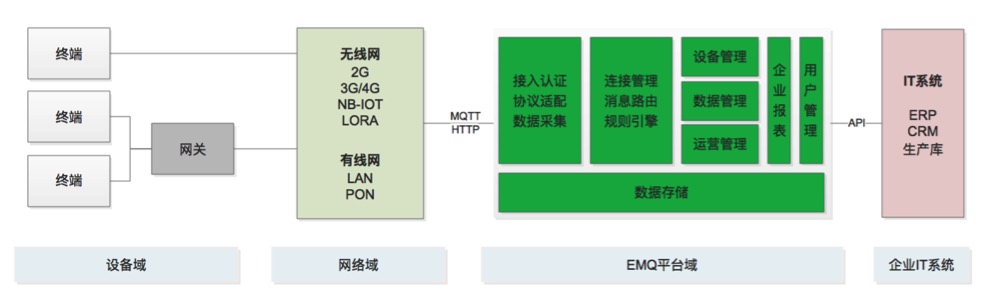 终端
终端
终端
网关
无线网
2G
3G/4G
NB-IOT
LORA
有线网
LAN
PON
MQTT
HTTP
接入认证
协议适配
数据采集
连接管理
消息路由
规则引擎
设备管理
数据管理
运营管理
企业报表
用户管理
数据存储
API
IT系统
ERP
CRM
生产库
设备域
网络域
EMQ平台域
企业IT系统